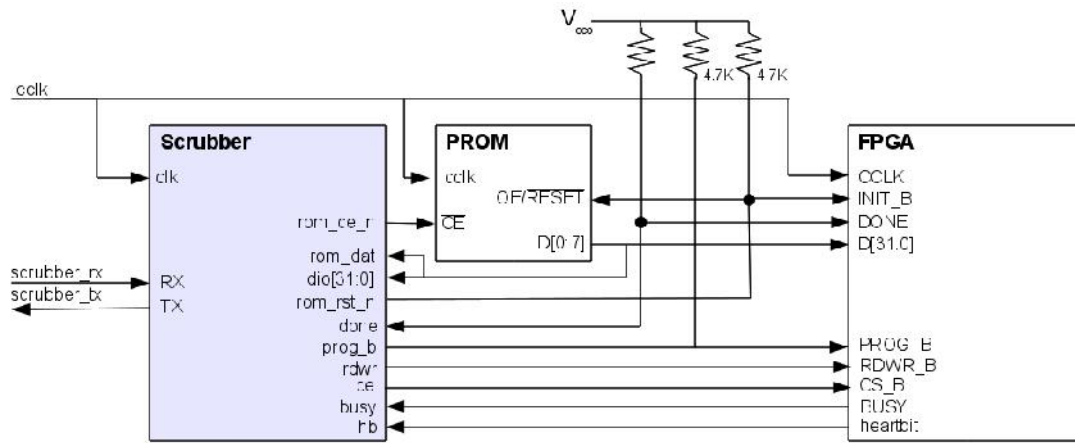 Vcco
4.7K 4.7K
cclk
Scrubber
clk
rom_ce_n
rom_dat
dio[31:0]
rom_rst_n
done
prog_b
rdwr
ce
busy
hb
RX
TX
scrubber_rx
scrubber_tx
PROM
cclk
OE/RESET
CE
D[0:7]
FPGA
CCLK
INIT_B
DONE
D[31:0]
PROG_B
RDWR_B
CS_B
BUSY
heartbit